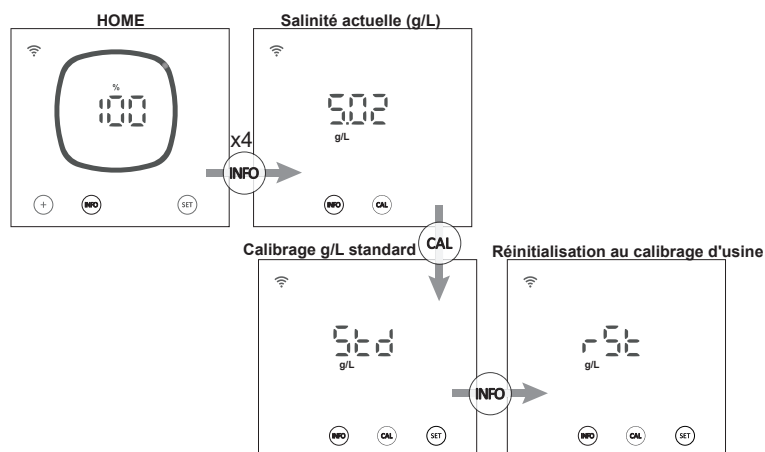 HOME
Salinité actuelle (g/L)
%
100
5.02
g/L
x4
INFO
+
INFO
SET
INFO
CAL
CAL
Calibrage g/L standard
Réinitialisation au calibrage d'usine
Std
g/L
rSt
g/L
INFO
INFO
CAL
SET
INFO
CAL
SET